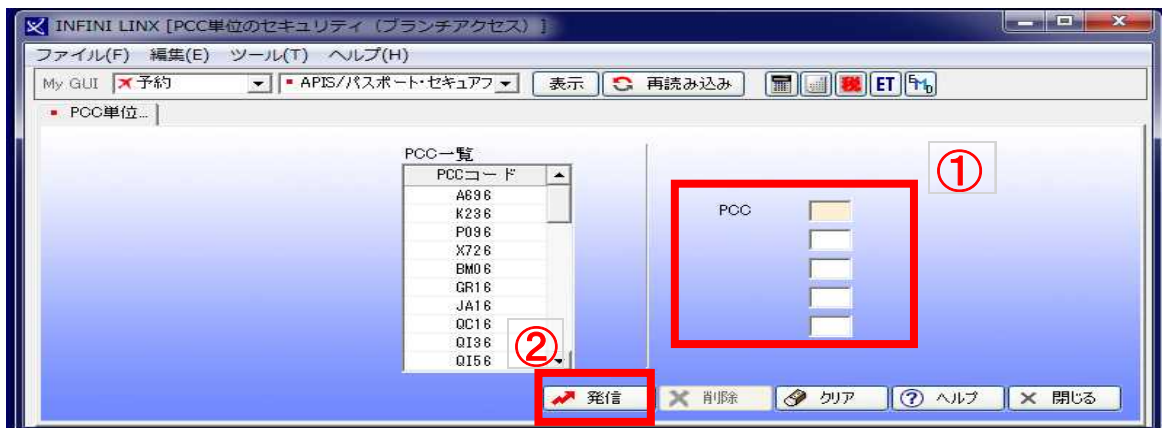 INFINI LINX [PCC単位のセキュリティ（ブランチアクセス）]
ファイル(F) 編集(E) ツール(T) ヘルプ(H)
My GUI 予約 APIS/パスポート・セキュアフ 表示 再読み込み 税 ET EMD
PCC単位...
PCC一覧
PCCコード
A696
K236
P096
X726
BM06
GR16
JA16
QC16
QI36
QI56
PCC
①
②
発信 削除 クリア ヘルプ 閉じる